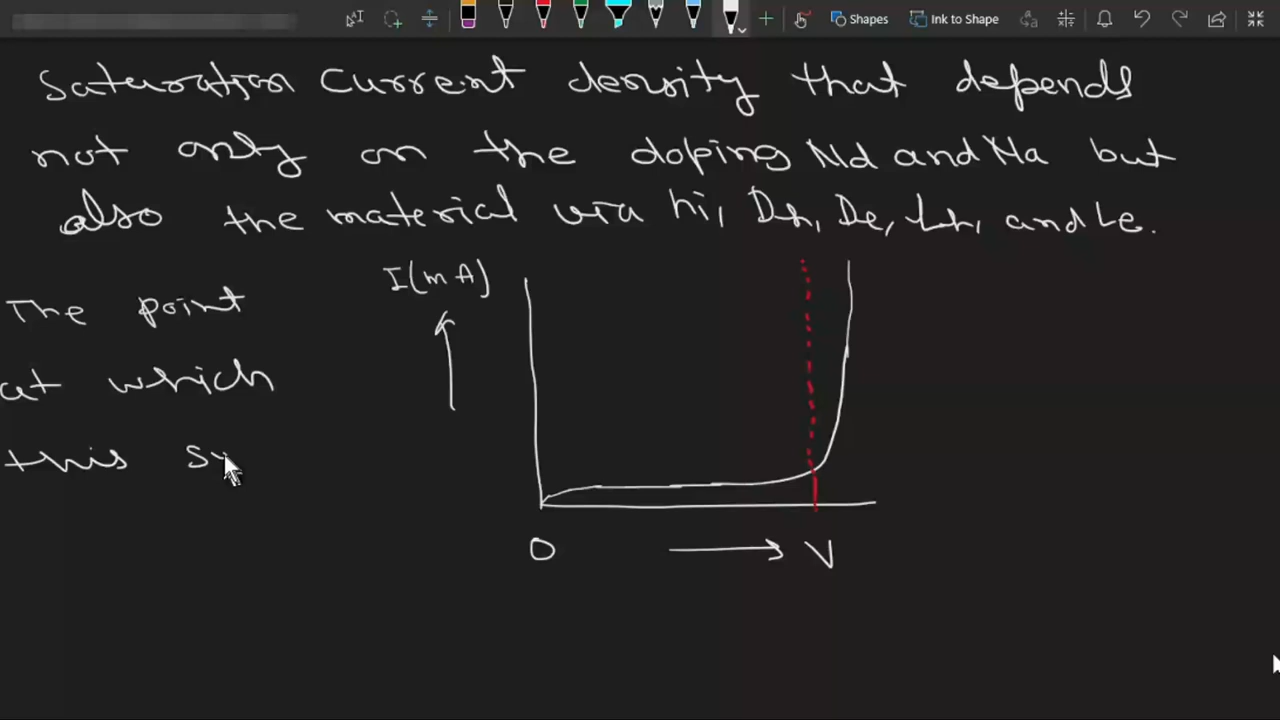 Shapes
Ink to Shape
Saturation Current density that depends
not only on the doping Nd and Na but
also the material via ni, Dh, De, Lh, and Le.
The point
at which
this
I(mA)
O
V